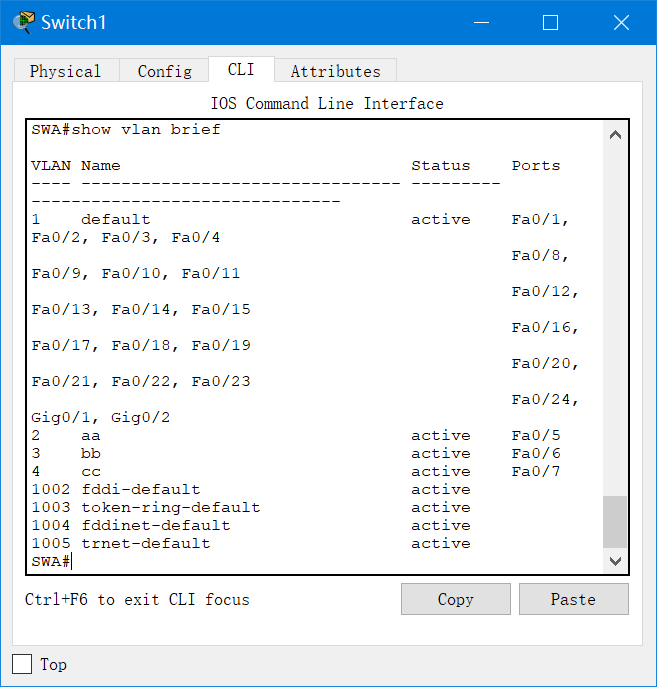 Switch1
Physical Config CLI Attributes
IOS Command Line Interface
SWA#show vlan brief
VLAN Name                             Status    Ports
---- -------------------------------- ---------
-------------------------------
1    default                          active    Fa0/1,
Fa0/2, Fa0/3, Fa0/4
                                                Fa0/8,
Fa0/9, Fa0/10, Fa0/11
                                                Fa0/12,
Fa0/13, Fa0/14, Fa0/15
                                                Fa0/16,
Fa0/17, Fa0/18, Fa0/19
                                                Fa0/20,
Fa0/21, Fa0/22, Fa0/23
                                                Fa0/24,
Gig0/1, Gig0/2
2    aa                               active    Fa0/5
3    bb                               active    Fa0/6
4    cc                               active    Fa0/7
1002 fddi-default                     active
1003 token-ring-default               active
1004 fddinet-default                  active
1005 trnet-default                    active
SWA#
Ctrl+F6 to exit CLI focus Copy Paste
Top